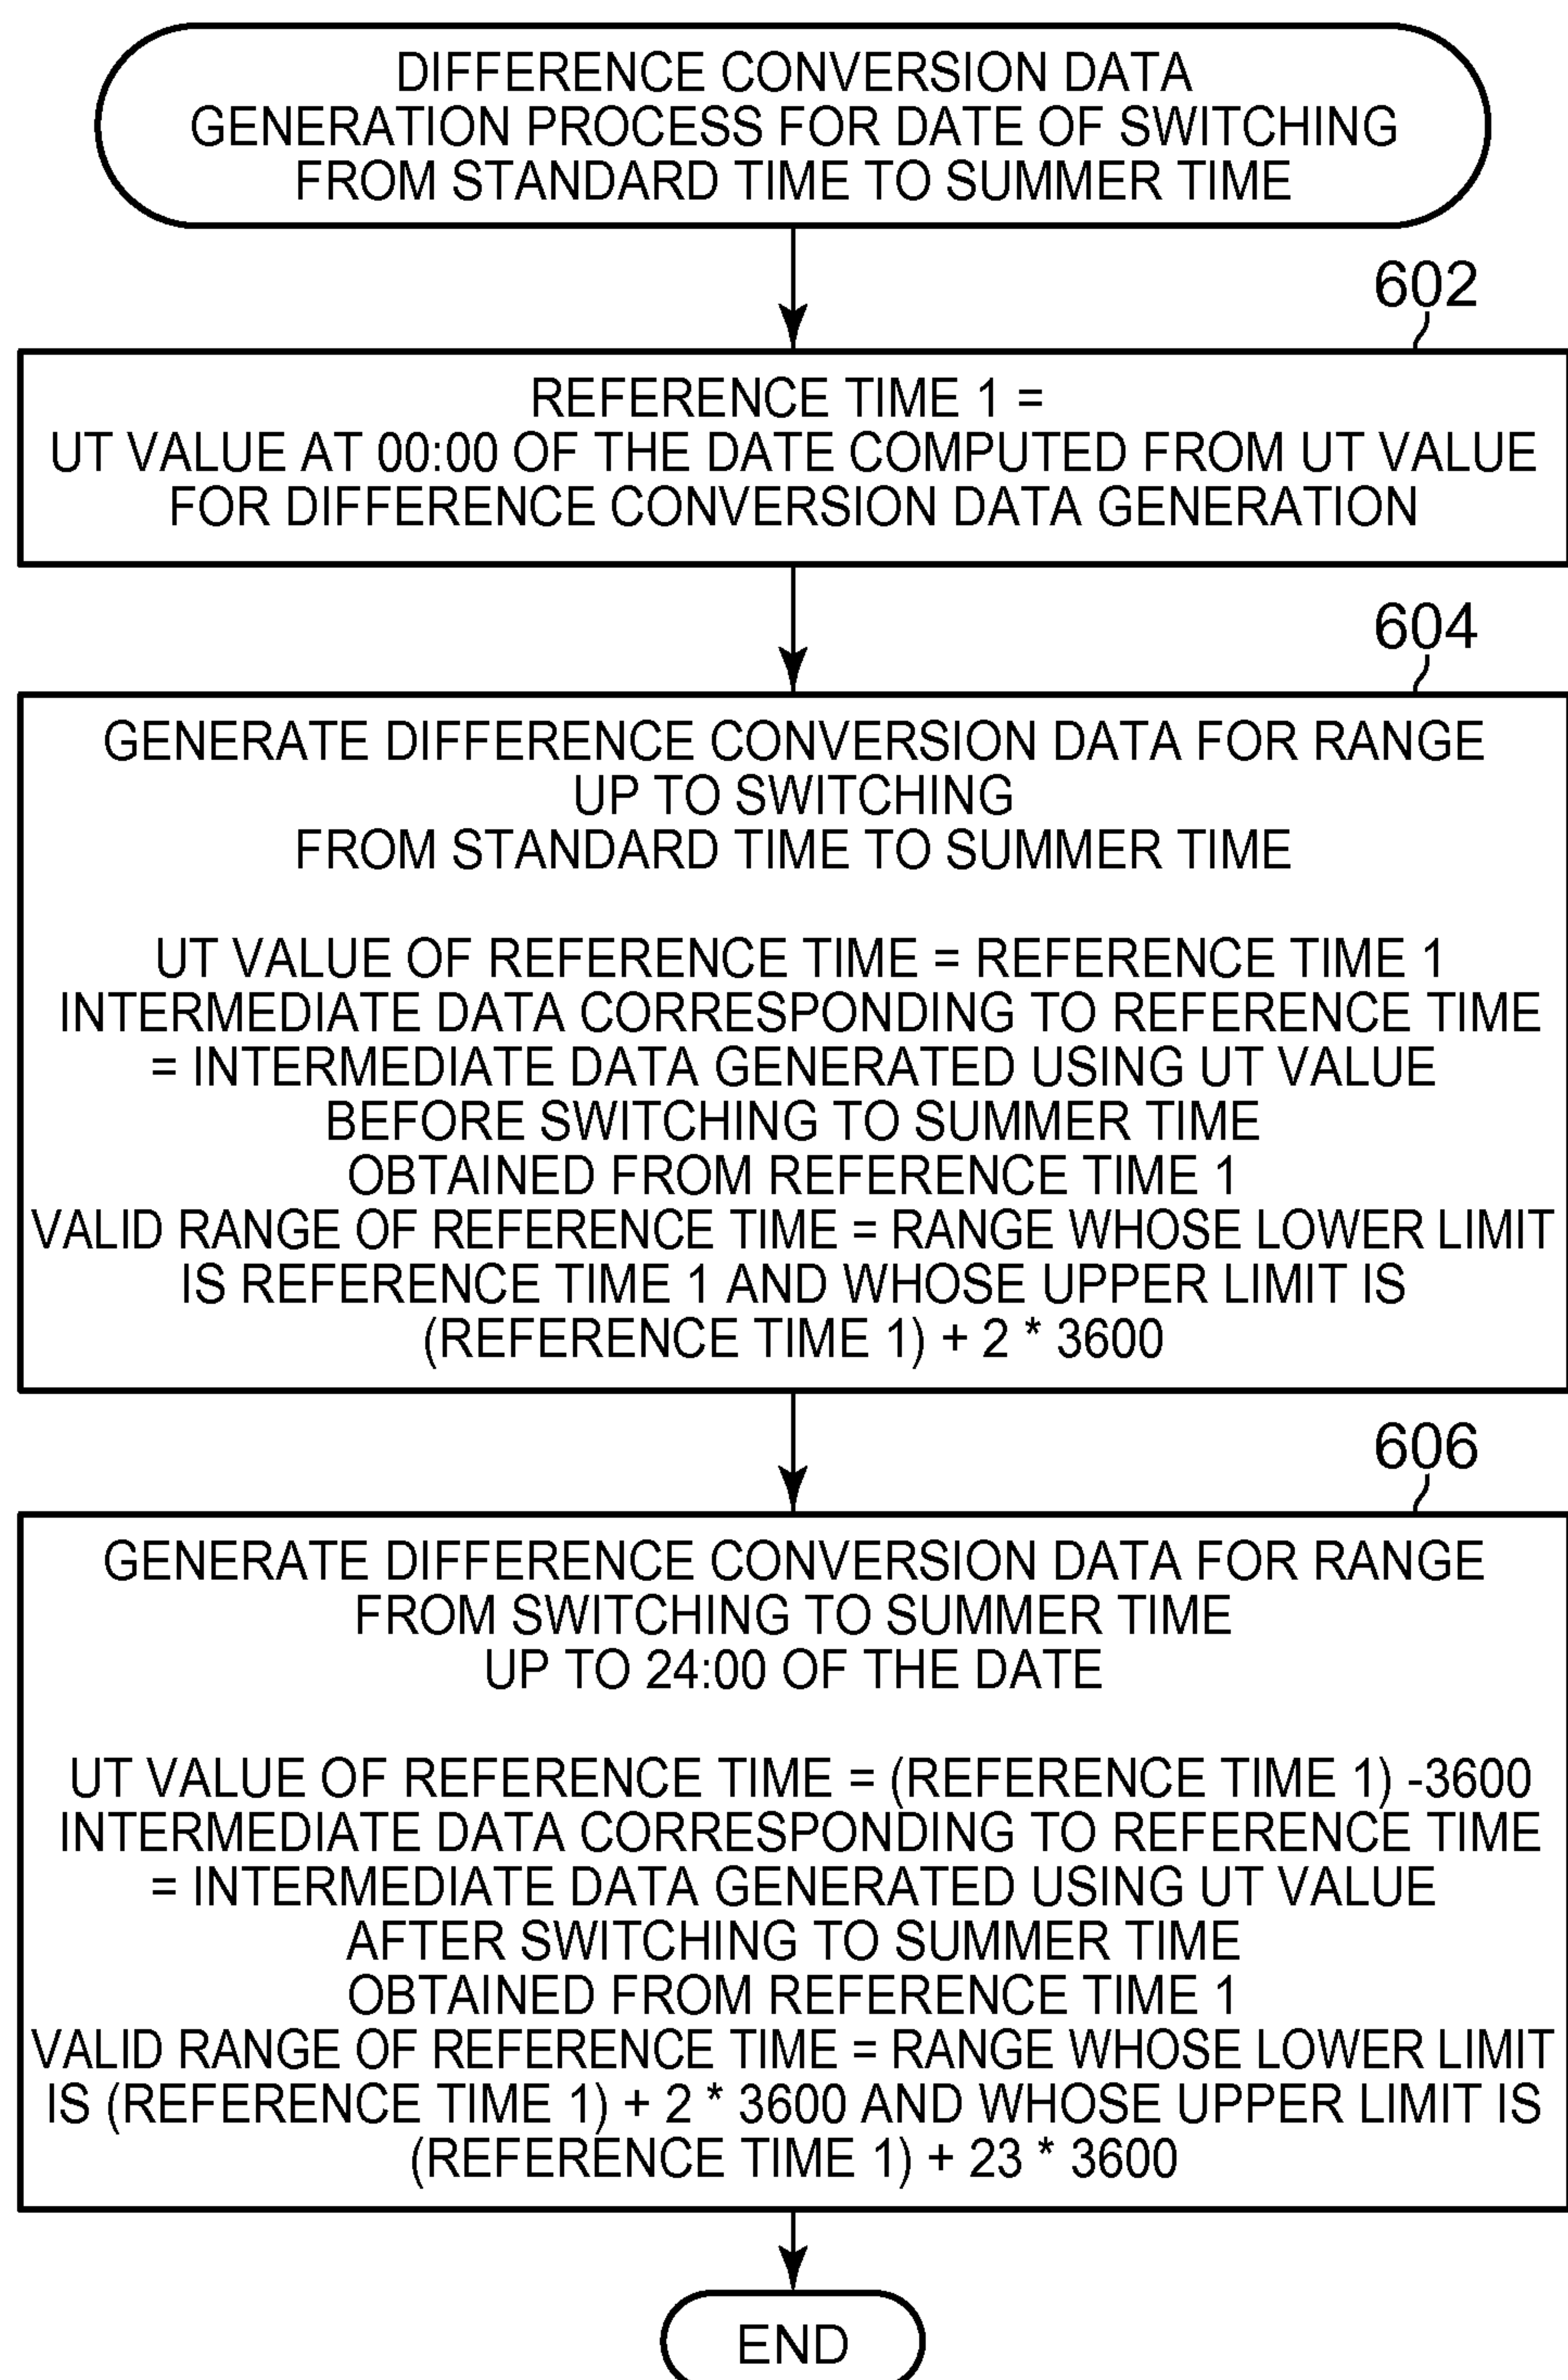 DIFFERENCE CONVERSION DATA
GENERATION PROCESS FOR DATE OF SWITCHING
FROM STANDARD TIME TO SUMMER TIME
602
REFERENCE TIME 1 =
UT VALUE AT 00:00 OF THE DATE COMPUTED FROM UT VALUE
FOR DIFFERENCE CONVERSION DATA GENERATION
604
GENERATE DIFFERENCE CONVERSION DATA FOR RANGE
UP TO SWITCHING
FROM STANDARD TIME TO SUMMER TIME
UT VALUE OF REFERENCE TIME = REFERENCE TIME 1
INTERMEDIATE DATA CORRESPONDING TO REFERENCE TIME
= INTERMEDIATE DATA GENERATED USING UT VALUE
BEFORE SWITCHING TO SUMMER TIME
OBTAINED FROM REFERENCE TIME 1
VALID RANGE OF REFERENCE TIME = RANGE WHOSE LOWER LIMIT
IS REFERENCE TIME 1 AND WHOSE UPPER LIMIT IS
(REFERENCE TIME 1) + 2 * 3600
606
GENERATE DIFFERENCE CONVERSION DATA FOR RANGE
FROM SWITCHING TO SUMMER TIME
UP TO 24:00 OF THE DATE
UT VALUE OF REFERENCE TIME = (REFERENCE TIME 1) -3600
INTERMEDIATE DATA CORRESPONDING TO REFERENCE TIME
= INTERMEDIATE DATA GENERATED USING UT VALUE
AFTER SWITCHING TO SUMMER TIME
OBTAINED FROM REFERENCE TIME 1
VALID RANGE OF REFERENCE TIME = RANGE WHOSE LOWER LIMIT
IS (REFERENCE TIME 1) + 2 * 3600 AND WHOSE UPPER LIMIT IS
(REFERENCE TIME 1) + 23 * 3600
END